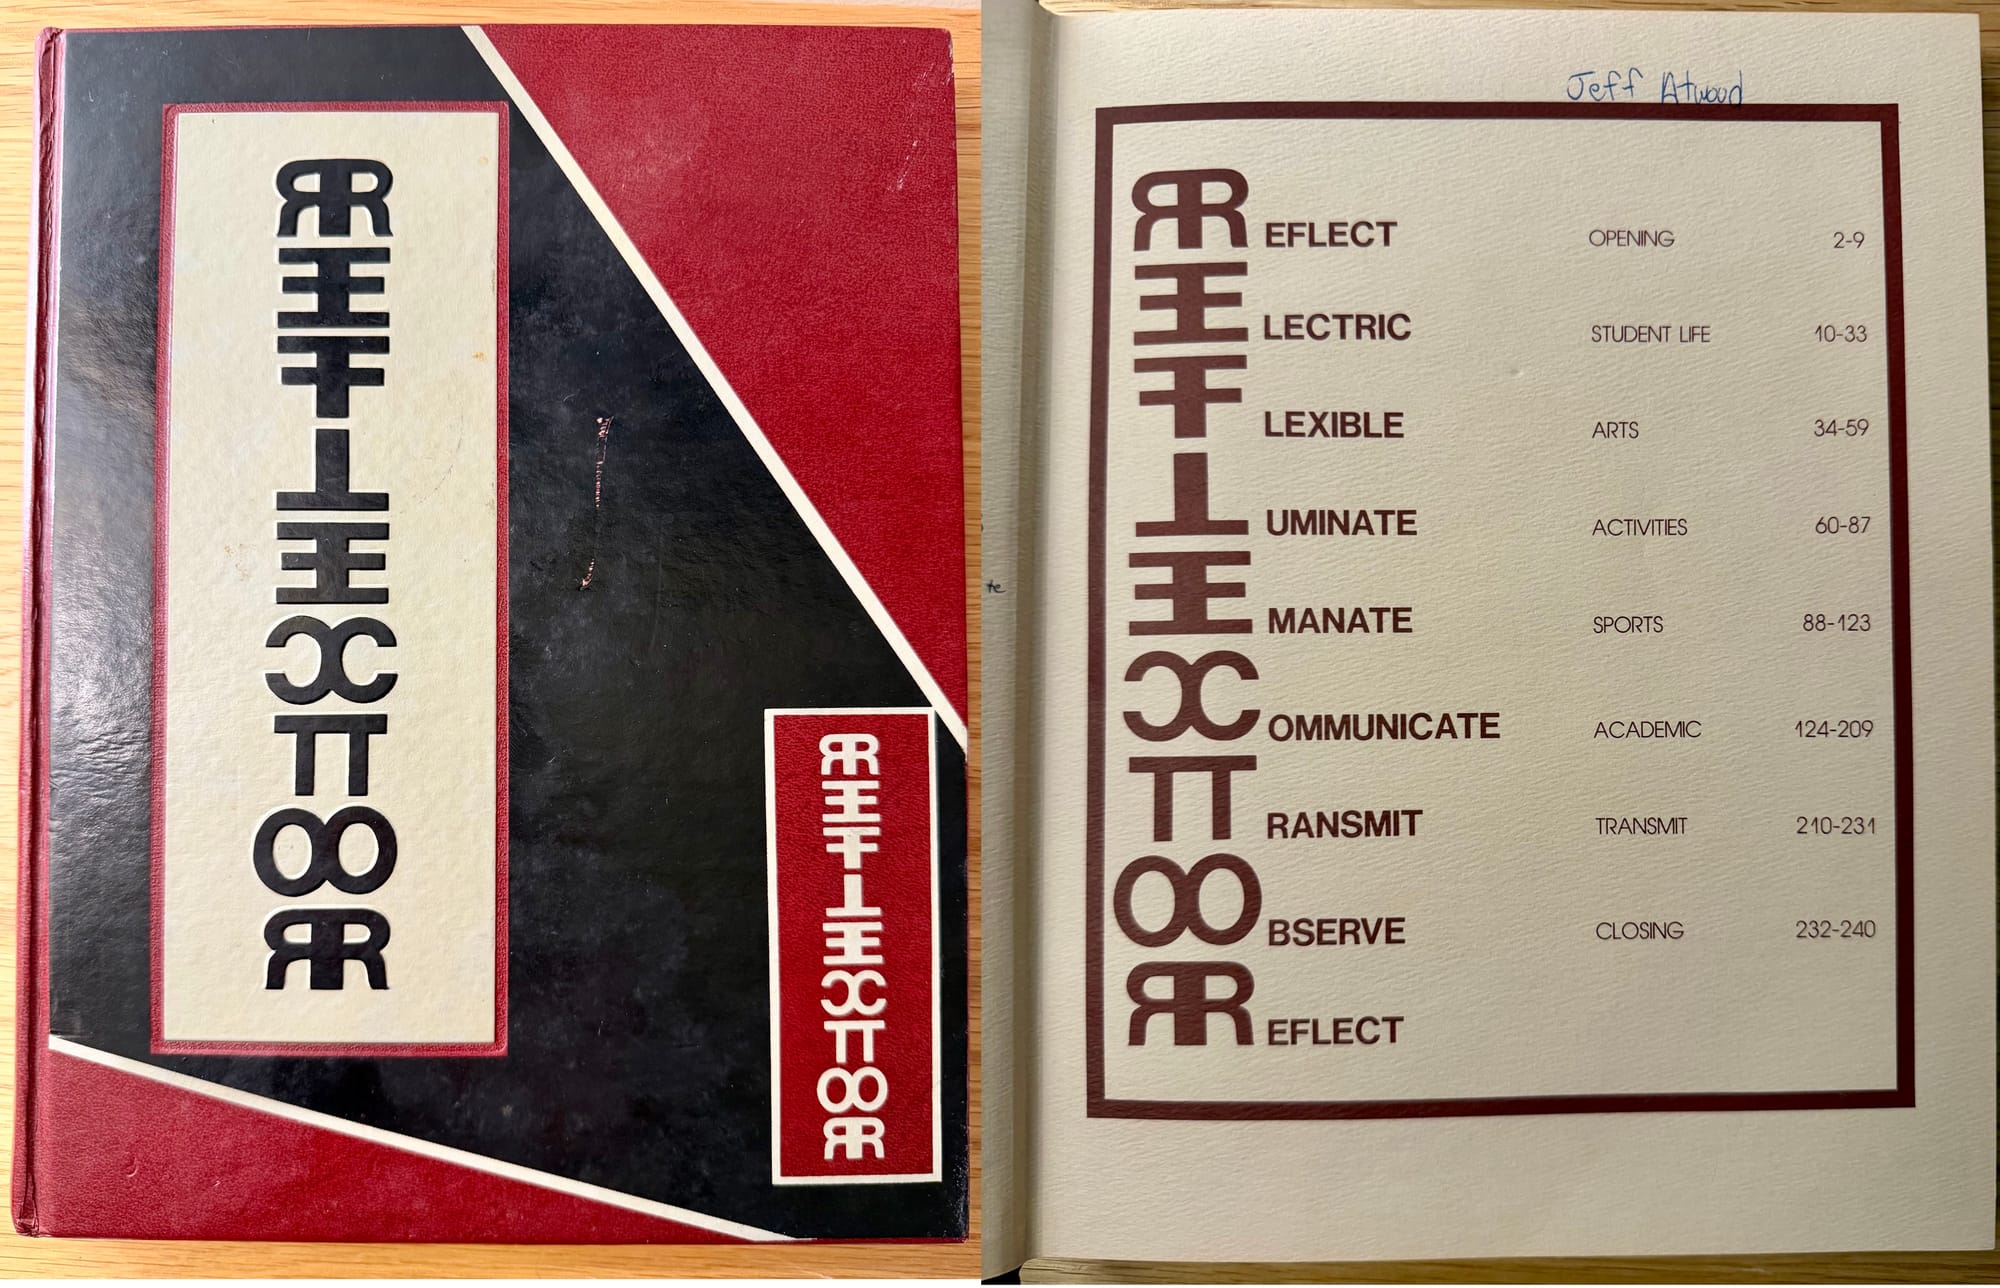 REFLECTOR
REFLECTOR
Jeff Atwood
REFLECT OPENING 2-9
ELECTRIC STUDENT LIFE 10-33
FLEXIBLE ARTS 34-59
LUMINATE ACTIVITIES 60-87
te
EMANATE SPORTS 88-123
COMMUNICATE ACADEMIC 124-209
TRANSMIT TRANSMIT 210-231
OBSERVE CLOSING 232-240
REFLECT